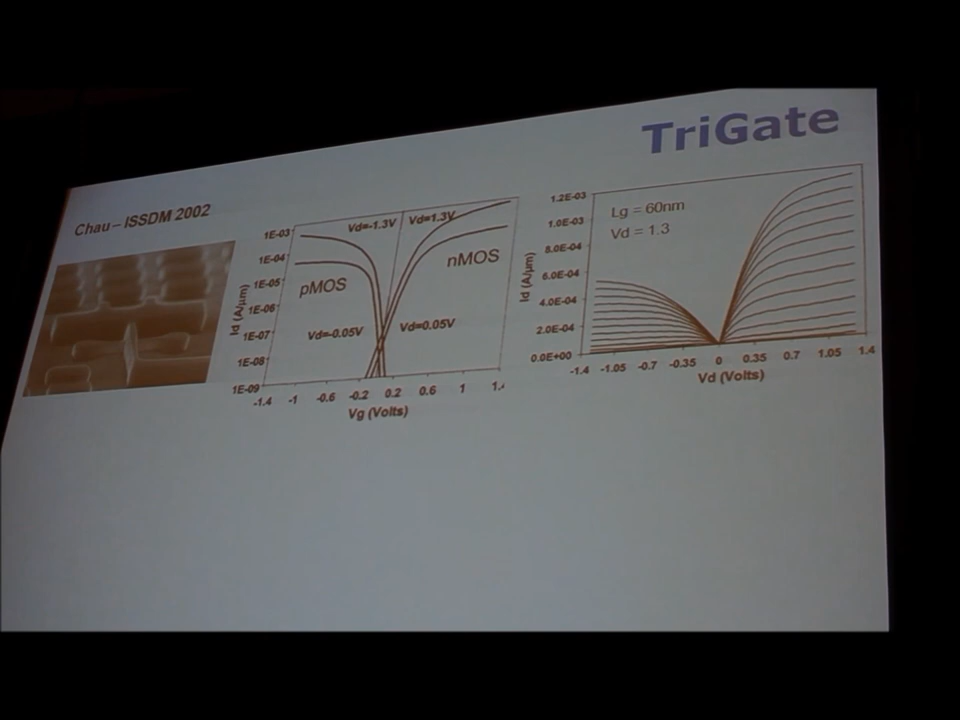 TriGate
Chau – ISSDM 2002
1E-03
1E-04
1E-05
1E-06
1E-07
1E-08
1E-09
Id (A/µm)
Vd=-1.3V
Vd=1.3V
pMOS
nMOS
Vd=-0.05V
Vd=0.05V
-1.4 -1 -0.6 -0.2 0.2 0.6 1
Vg (Volts)
1.2E-03
1.0E-03
8.0E-04
6.0E-04
4.0E-04
2.0E-04
0.0E+00
Id (A/µm)
Lg = 60nm
Vd = 1.3
-1.4 -1.05 -0.7 -0.35 0 0.35 0.7 1.05 1.4
Vd (Volts)